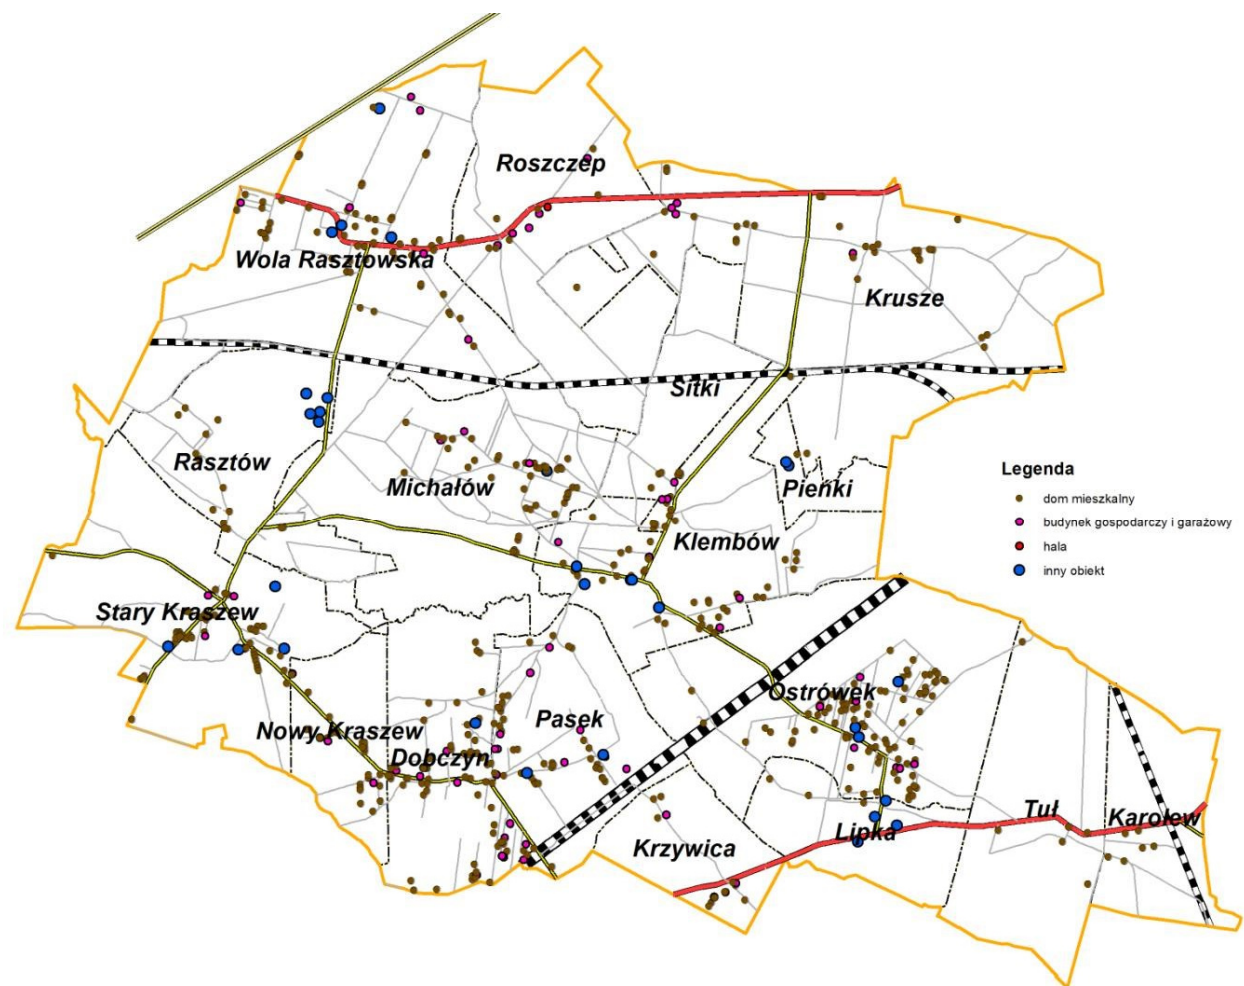 Roszczep
Wola Rasztowska
Krusze
Sitki
Rasztów
Michałów
Pieńki
Klembów
Stary Kraszew
Ostrówek
Nowy Kraszew
Pasek
Dobczyn
Tuł
Karolew
Lipka
Krzywica
Legenda
dom mieszkalny
budynek gospodarczy i garażowy
hala
inny obiekt